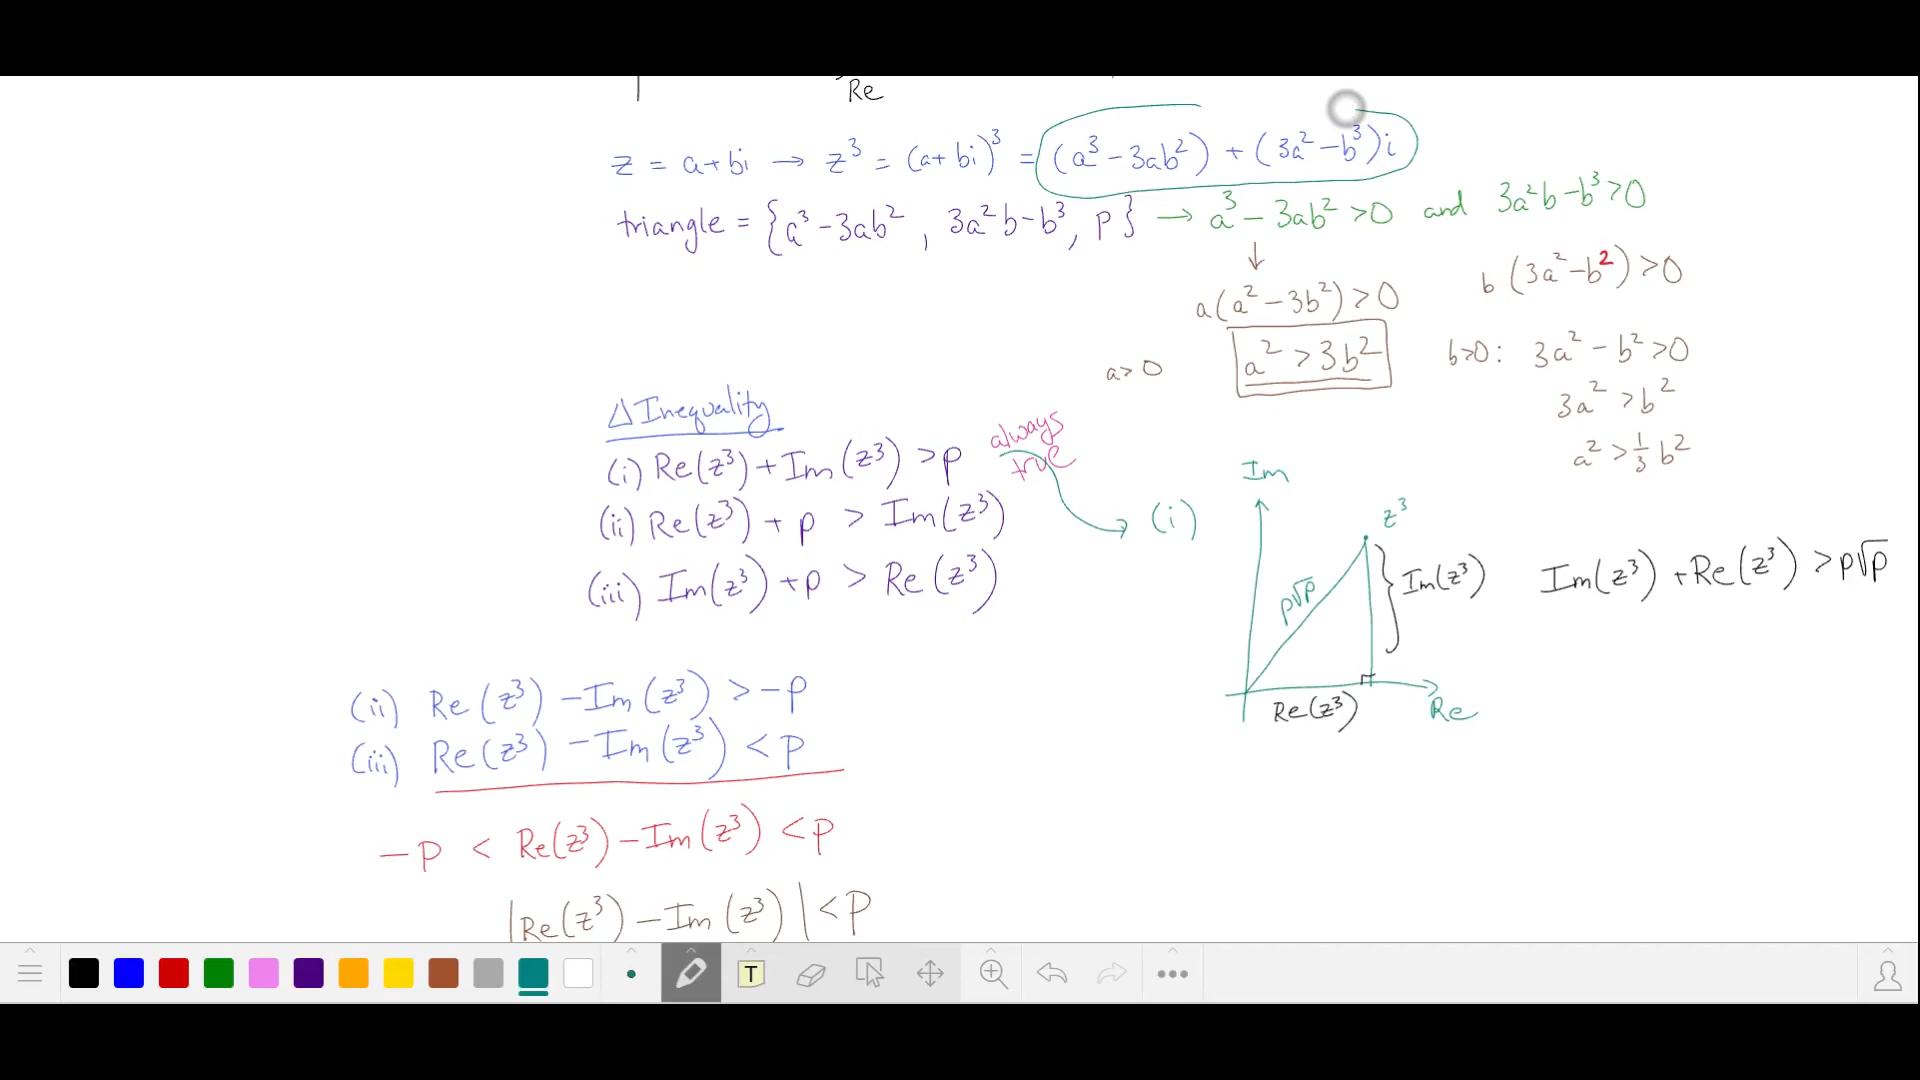 Re
z = a+bi → z³ = (a+bi)³ = (a³ -3ab²) + (3a² -b³)i
triangle = {a³ -3ab² , 3a²b-b³, p} → a³ -3ab² >0 and 3a²b-b³>0
↓
a(a² -3b²) > 0
b (3a²-b²) >0
a>0
a² > 3b²
b>0: 3a² - b² >0
3a² > b²
a² > 1/3 b²
Δ Inequality
(i) Re(z³)+Im(z³) >p
always
true
(ii) Re(z³) + p > Im(z³)
(iii) Im(z³)+p > Re(z³)
(i)
Im
z³
p√p
Im(z³)
Im(z³) +Re(z³) >p√p
Re(z³)
Re
(ii) Re(z³) -Im(z³) > -p
(iii) Re(z³) -Im(z³) < p
-p < Re(z³) -Im(z³) <p
|Re(z³) -Im(z³)| <p
T